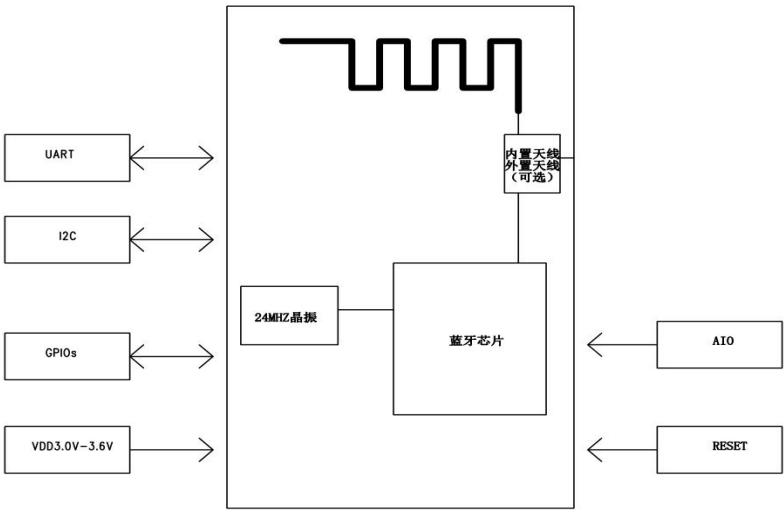 UART
I2C
GPIOs
VDD3.0V-3.6V
内置天线
外置天线
(可选)
24MHZ晶振
蓝牙芯片
AIO
RESET